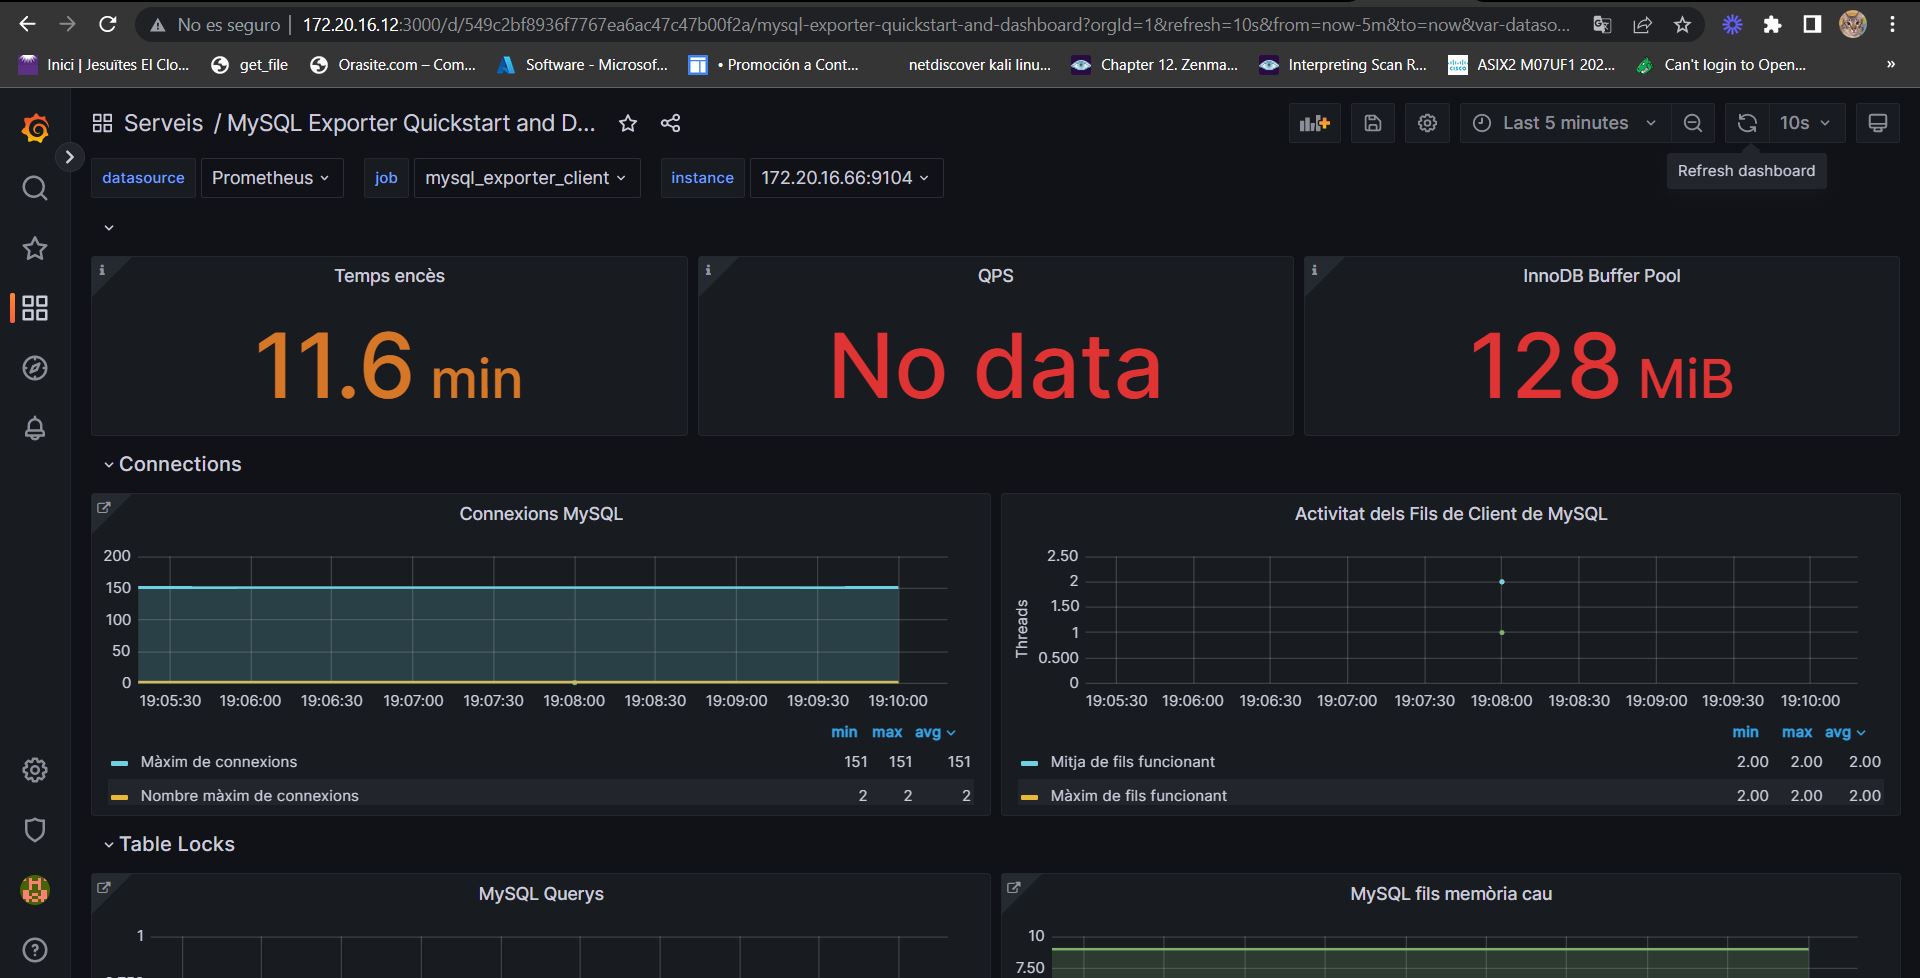 No es seguro
172.20.16.12:3000/d/549c2bf8936f7767ea6ac47c47b00f2a/mysql-exporter-quickstart-and-dashboard?orgId=1&refresh=10s&from=now-5m&to=now&var-dataso...
Inici | Jesuïtes El Clo... get_file Orasite.com – Com... Software - Microsof... • Promoción a Cont... netdiscover kali linu... Chapter 12. Zenma... Interpreting Scan R... ASIX2 M07UF1 202... Can't login to Open... »
Serveis / MySQL Exporter Quickstart and D...
Last 5 minutes
10s
Refresh dashboard
datasource Prometheus job mysql_exporter_client instance 172.20.16.66:9104
Temps encès
11.6 min
QPS
No data
InnoDB Buffer Pool
128 MiB
Connections
Connexions MySQL
200
150
100
50
0
19:05:30 19:06:00 19:06:30 19:07:00 19:07:30 19:08:00 19:08:30 19:09:00 19:09:30 19:10:00
min max avg
Màxim de connexions 151 151 151
Nombre màxim de connexions 2 2 2
Activitat dels Fils de Client de MySQL
Threads
2.50
2
1.50
1
0.500
0
19:05:30 19:06:00 19:06:30 19:07:00 19:07:30 19:08:00 19:08:30 19:09:00 19:09:30 19:10:00
min max avg
Mitja de fils funcionant 2.00 2.00 2.00
Màxim de fils funcionant 2.00 2.00 2.00
Table Locks
MySQL Querys
1
MySQL fils memòria cau
10
7.50